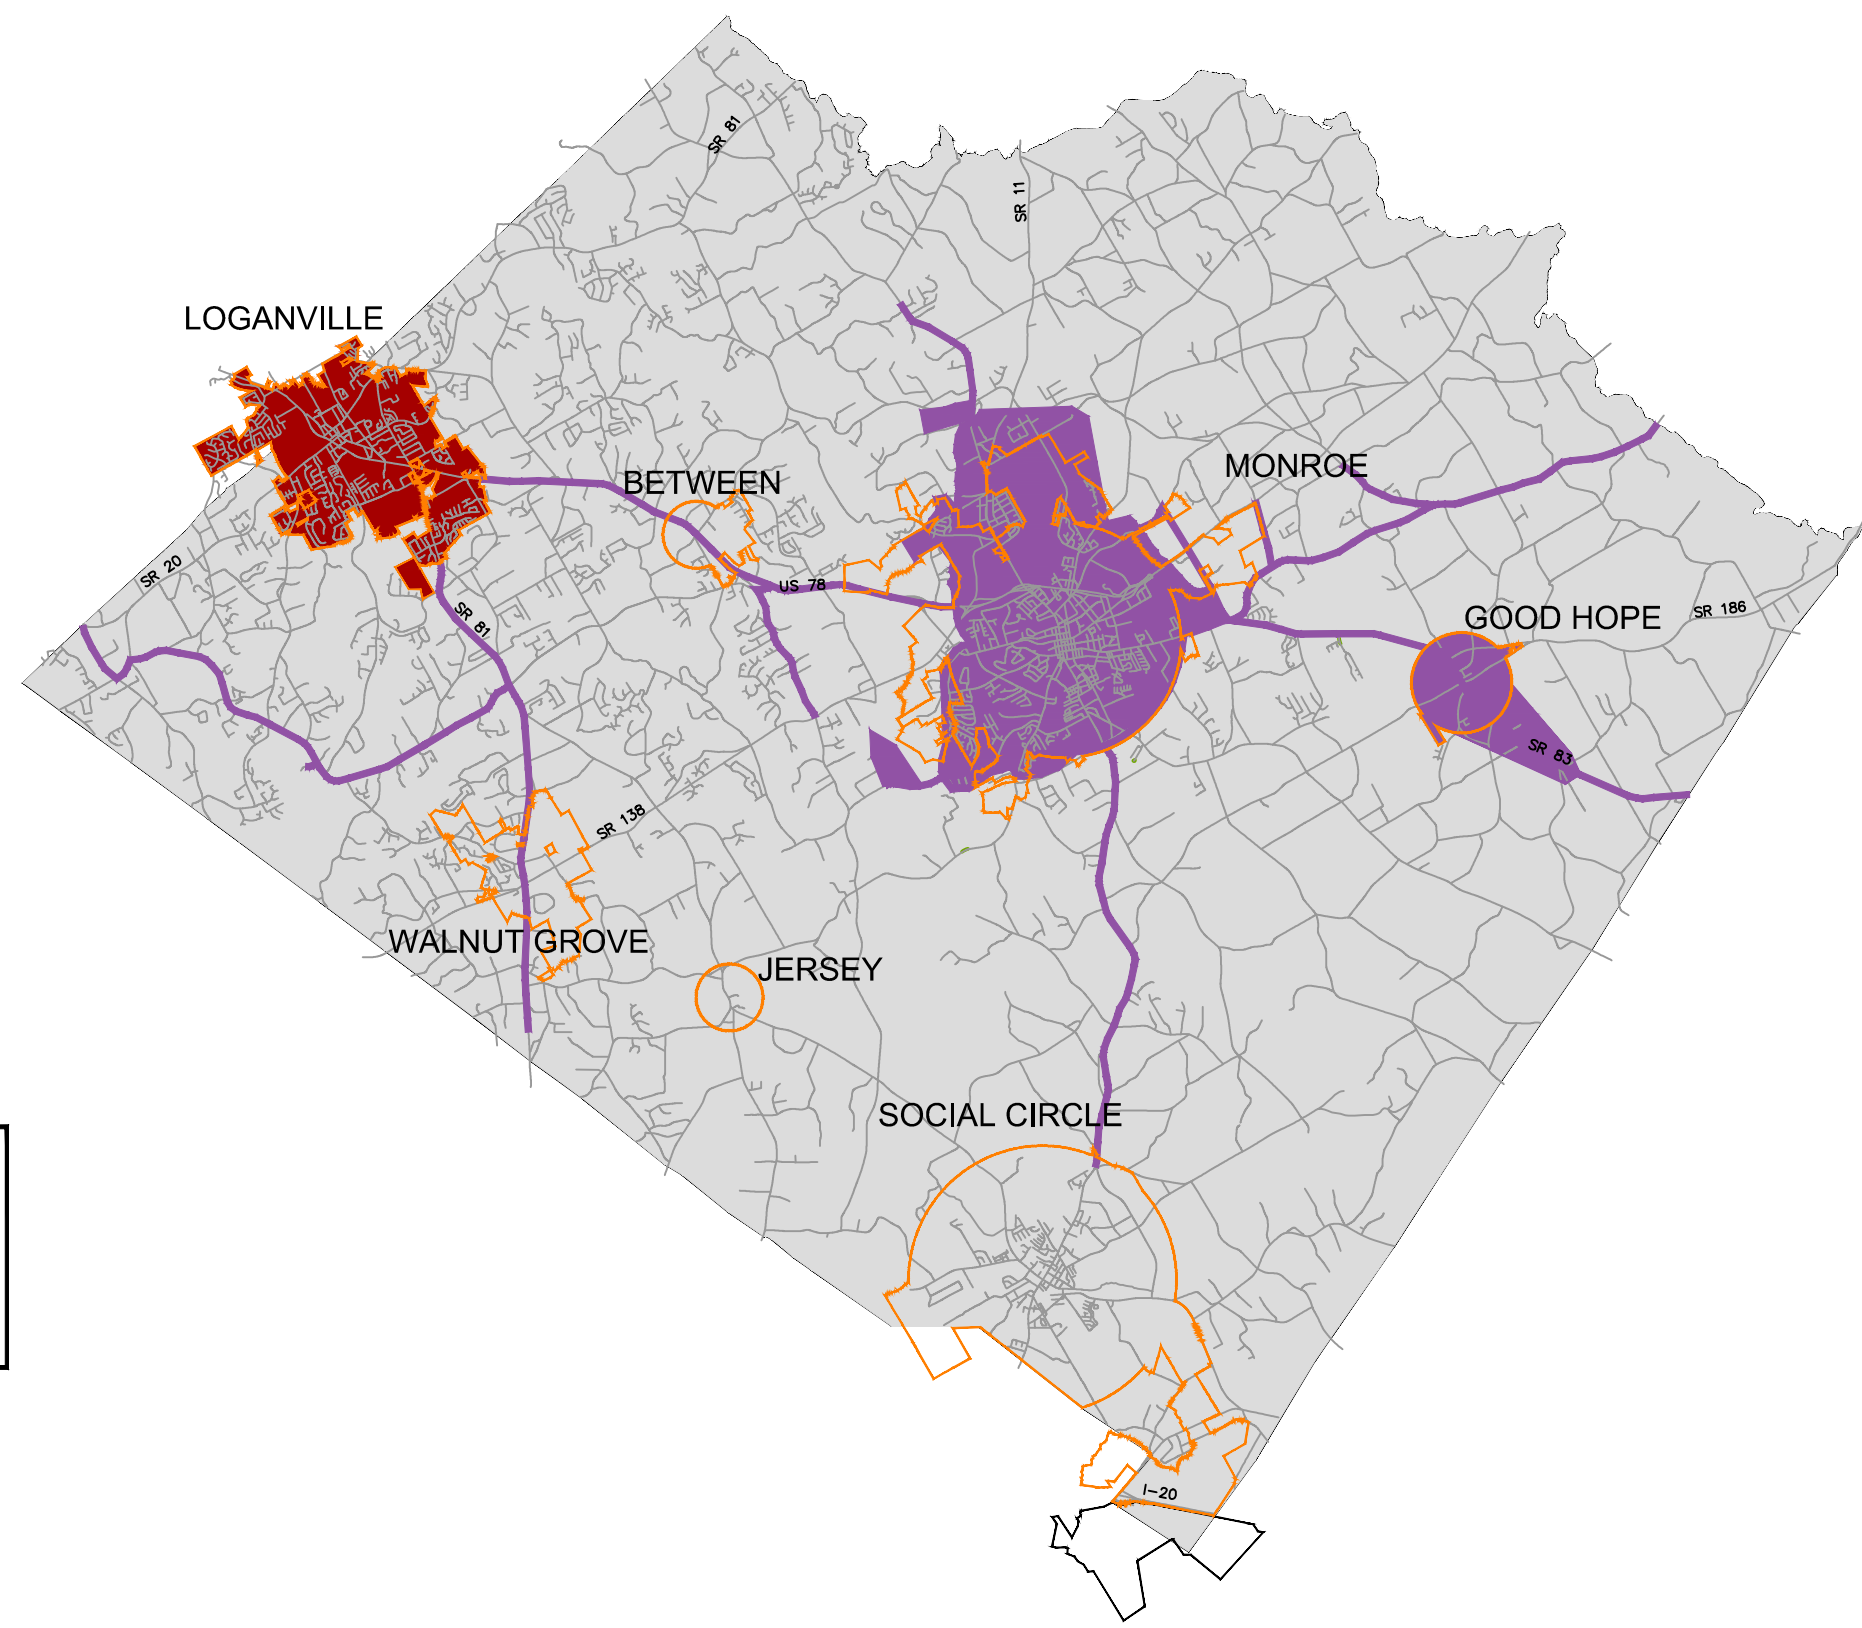 SR 81
SR 11
LOGANVILLE
BETWEEN
MONROE
SR 20
US 78
SR 81
GOOD HOPE
SR 186
SR 83
SR 138
WALNUT GROVE
JERSEY
SOCIAL CIRCLE
I-20